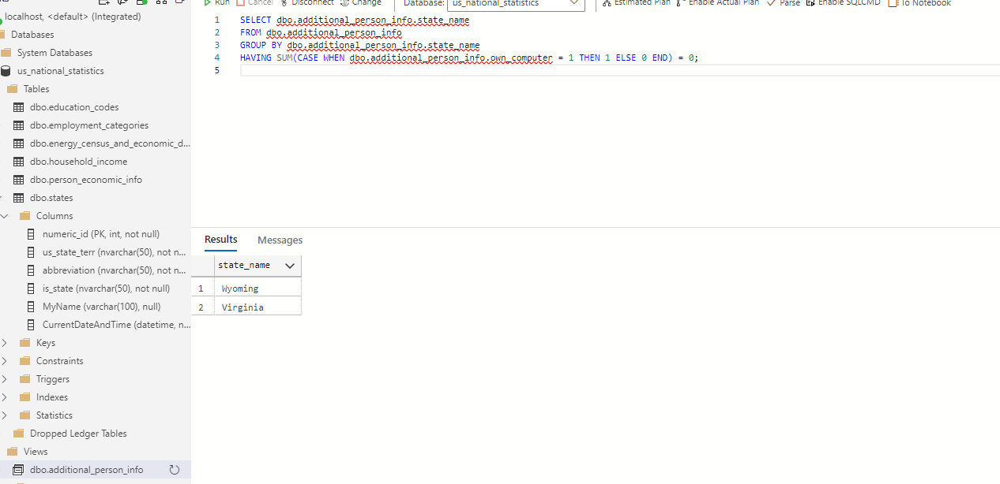 Run Cancel Disconnect Change Database: us_national_statistics Estimated Plan Enable Actual Plan Parse Enable SQLCMD To Notebook
localhost, <default> (Integrated)
Databases
System Databases
us_national_statistics
Tables
dbo.education_codes
dbo.employment_categories
dbo.energy_census_and_economic_d...
dbo.household_income
dbo.person_economic_info
dbo.states
Columns
numeric_id (PK, int, not null)
us_state_terr (nvarchar(50), not n...
abbreviation (nvarchar(50), not n...
is_state (nvarchar(50), not null)
MyName (varchar(100), null)
CurrentDateAndTime (datetime, n...
Keys
Constraints
Triggers
Indexes
Statistics
Dropped Ledger Tables
Views
dbo.additional_person_info
1 SELECT dbo.additional_person_info.state_name
2 FROM dbo.additional_person_info
3 GROUP BY dbo.additional_person_info.state_name
4 HAVING SUM(CASE WHEN dbo.additional_person_info.own_computer = 1 THEN 1 ELSE 0 END) = 0;
5
Results Messages
state_name
1 Wyoming
2 Virginia